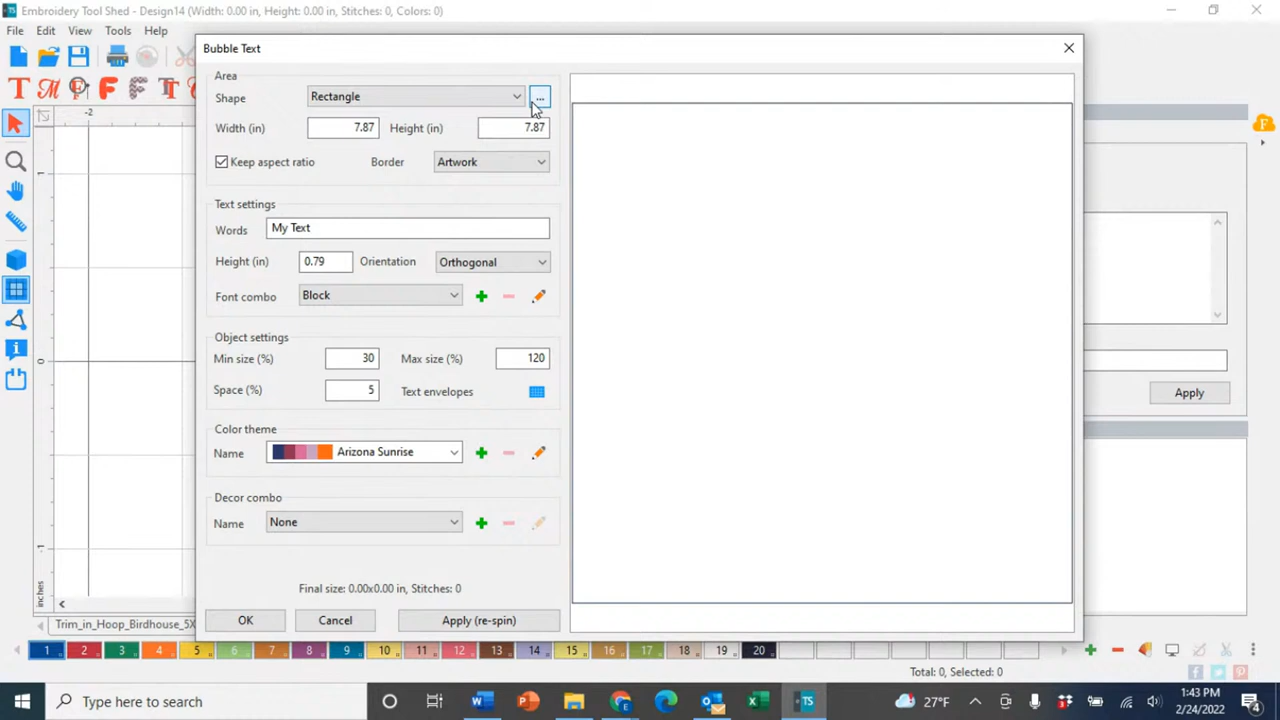 Embroidery Tool Shed - Design14 (Width: 0.00 in, Height: 0.00 in, Stitches: 0, Colors: 0)
File Edit View Tools Help
Bubble Text
Area
Shape Rectangle ...
Width (in) 7.87 Height (in) 7.87
Keep aspect ratio Border Artwork
Text settings
Words My Text
Height (in) 0.79 Orientation Orthogonal
Font combo Block
Object settings
Min size (%) 30 Max size (%) 120
Space (%) 5 Text envelopes
Color theme
Name Arizona Sunrise
Decor combo
Name None
Final size: 0.00x0.00 in, Stitches: 0
OK Cancel Apply (re-spin)
Apply
-2
1
0
-1
inches
Trim_in_Hoop_Birdhouse_5X
1 2 3 4 5 6 7 8 9 10 11 12 13 14 15 16 17 18 19 20
Total: 0, Selected: 0
Type here to search
27°F
1:43 PM
2/24/2022
4